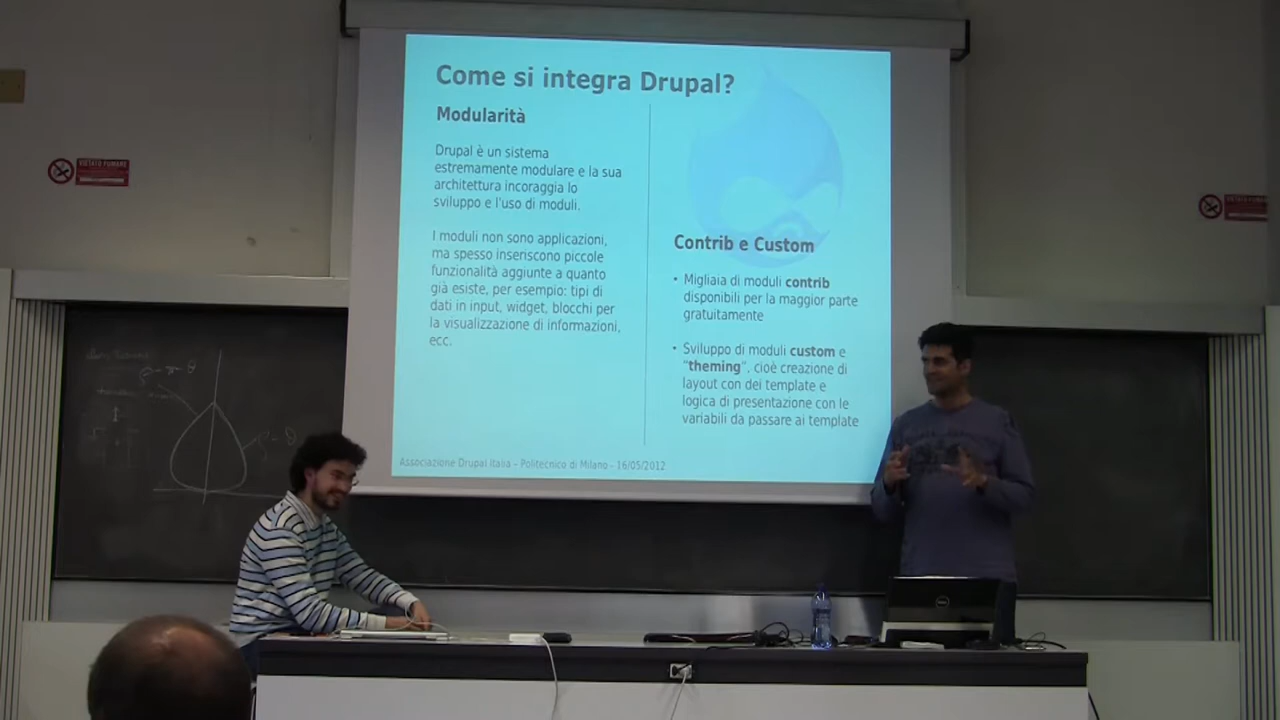 Come si integra Drupal?
Modularità
Drupal è un sistema
estremamente modulare e la sua
architettura incoraggia lo
sviluppo e l'uso di moduli.
I moduli non sono applicazioni,
ma spesso inseriscono piccole
funzionalità aggiunte a quanto
già esiste, per esempio: tipi di
dati in input, widget, blocchi per
la visualizzazione di informazioni,
ecc.
Contrib e Custom
• Migliaia di moduli contrib
disponibili per la maggior parte
gratuitamente
• Sviluppo di moduli custom e
"theming", cioè creazione di
layout con dei template e
logica di presentazione con le
variabili da passare ai template
Associazione Drupal Italia – Politecnico di Milano - 16/05/2012
VIETATO FUMARE
VIETATO FUMARE
DELL